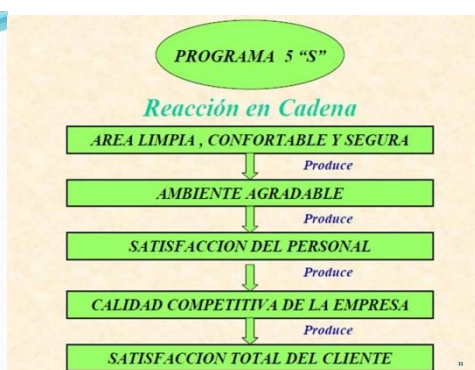 PROGRAMA 5 “S”
Reacción en Cadena
AREA LIMPIA , CONFORTABLE Y SEGURA
Produce
AMBIENTE AGRADABLE
Produce
SATISFACCION DEL PERSONAL
Produce
CALIDAD COMPETITIVA DE LA EMPRESA
Produce
SATISFACCION TOTAL DEL CLIENTE